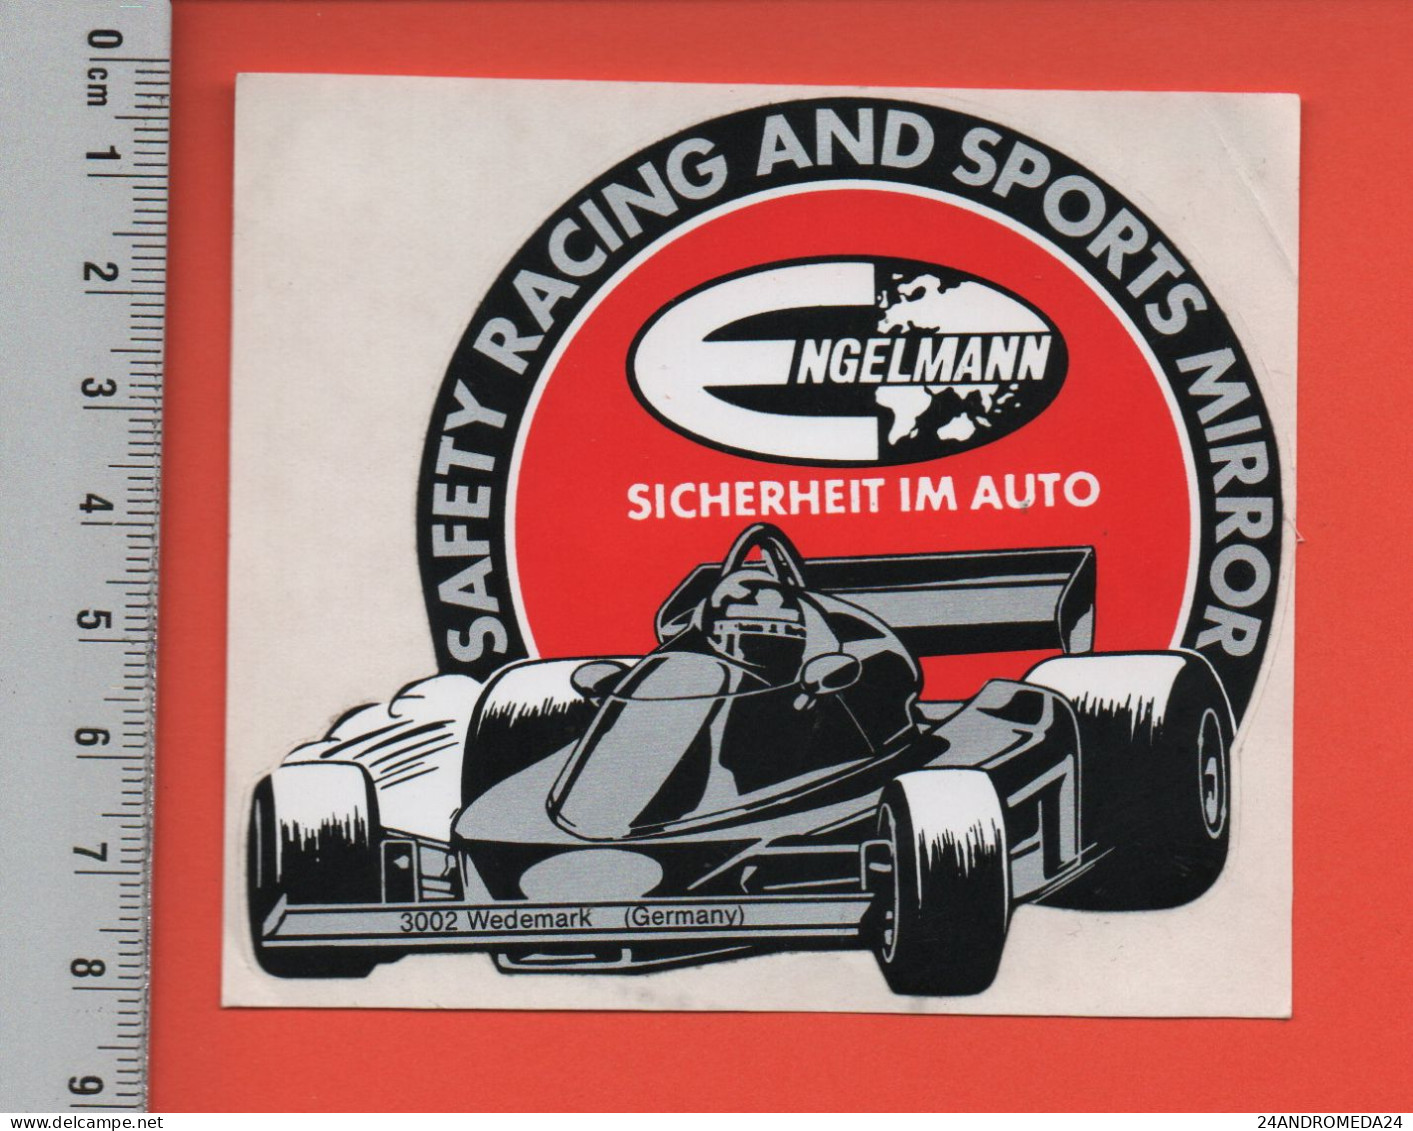 SAFETY RACING AND SPORTS MIRROR
ENGELMANN
SICHERHEIT IM AUTO
3002 Wedemark (Germany)
0 cm 1 2 3 4 5 6 7 8 9
www.delcampe.net
24ANDROMEDA24